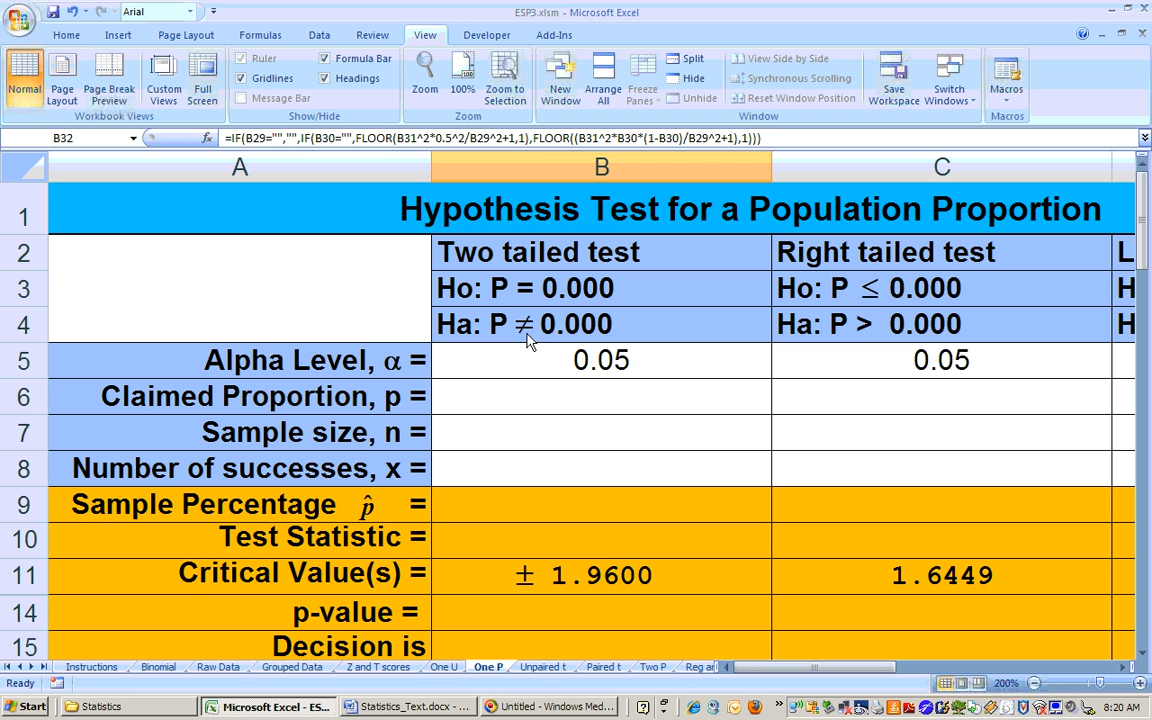 ESP3.xlsm - Microsoft Excel
Home Insert Page Layout Formulas Data Review View Developer Add-Ins
Normal Page Layout Page Break Preview Custom Views Full Screen
Workbook Views
Ruler Formula Bar
Gridlines Headings
Message Bar
Show/Hide
Zoom 100% Zoom to Selection
Zoom
New Window Arrange All Freeze Panes
Split
Hide
Unhide
View Side by Side
Synchronous Scrolling
Reset Window Position
Save Workspace Switch Windows
Window
Macros
Macros
B32 fx =IF(B29="","",IF(B30="",FLOOR(B31^2*0.5^2/B29^2+1,1),FLOOR((B31^2*B30*(1-B30)/B29^2+1),1)))
A B C
1 Hypothesis Test for a Population Proportion
2 Two tailed test Right tailed test L
3 Ho: P = 0.000 Ho: P ≤ 0.000 H
4 Ha: P ≠ 0.000 Ha: P > 0.000 H
5 Alpha Level, α = 0.05 0.05
6 Claimed Proportion, p =
7 Sample size, n =
8 Number of successes, x =
9 Sample Percentage p̂ =
10 Test Statistic =
11 Critical Value(s) = ± 1.9600 1.6449
14 p-value =
15 Decision is
Instructions Binomial Raw Data Grouped Data Z and T scores One U One P Unpaired t Paired t Two P Reg ar
Ready 200%
Start Statistics Microsoft Excel - ES... Statistics_Text.docx - ... Untitled - Windows Med... 8:20 AM
Arial